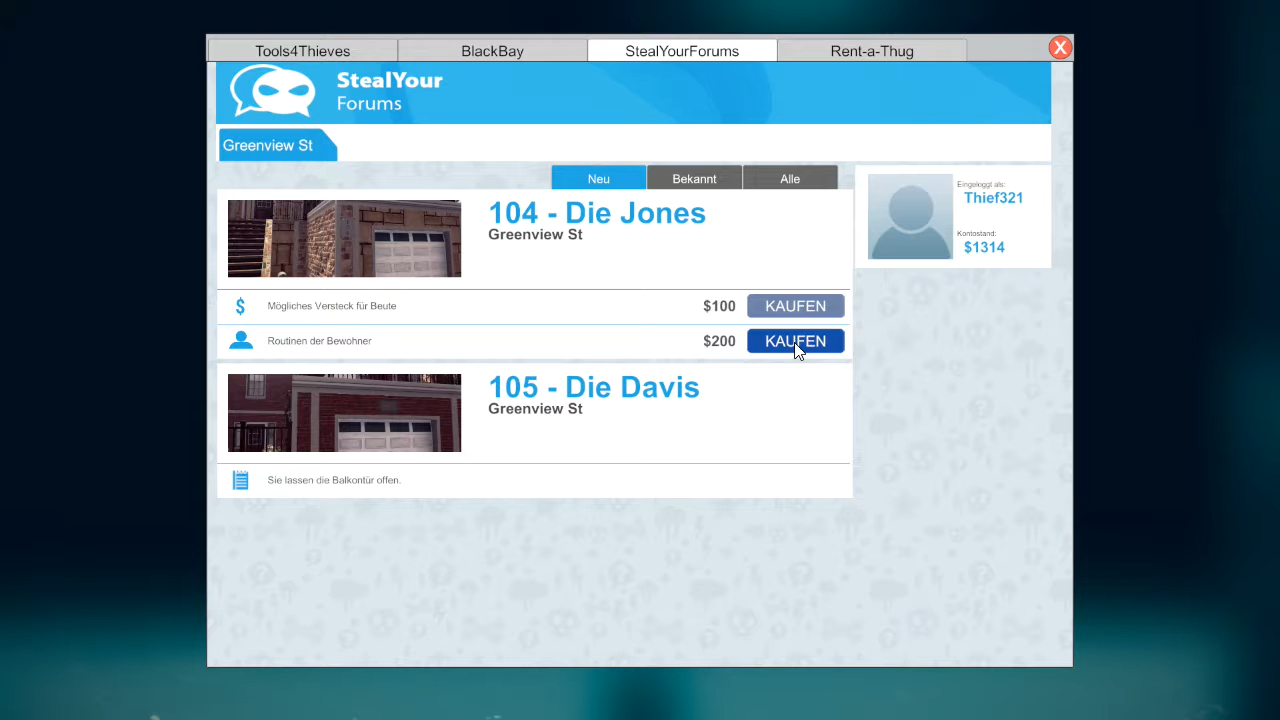 Tools4Thieves
BlackBay
StealYourForums
Rent-a-Thug
X
StealYour
Forums
Greenview St
Neu
Bekannt
Alle
Eingeloggt als:
Thief321
Kontostand:
$1314
104 - Die Jones
Greenview St
$ Mögliches Versteck für Beute $100 KAUFEN
Routinen der Bewohner $200 KAUFEN
105 - Die Davis
Greenview St
Sie lassen die Balkontür offen.